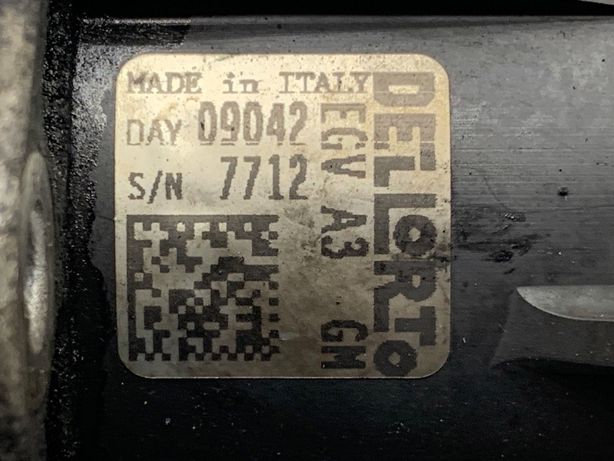 MADE in ITALY
DAY 09042
S/N 7712
DELLORTO
EGV A3 GM